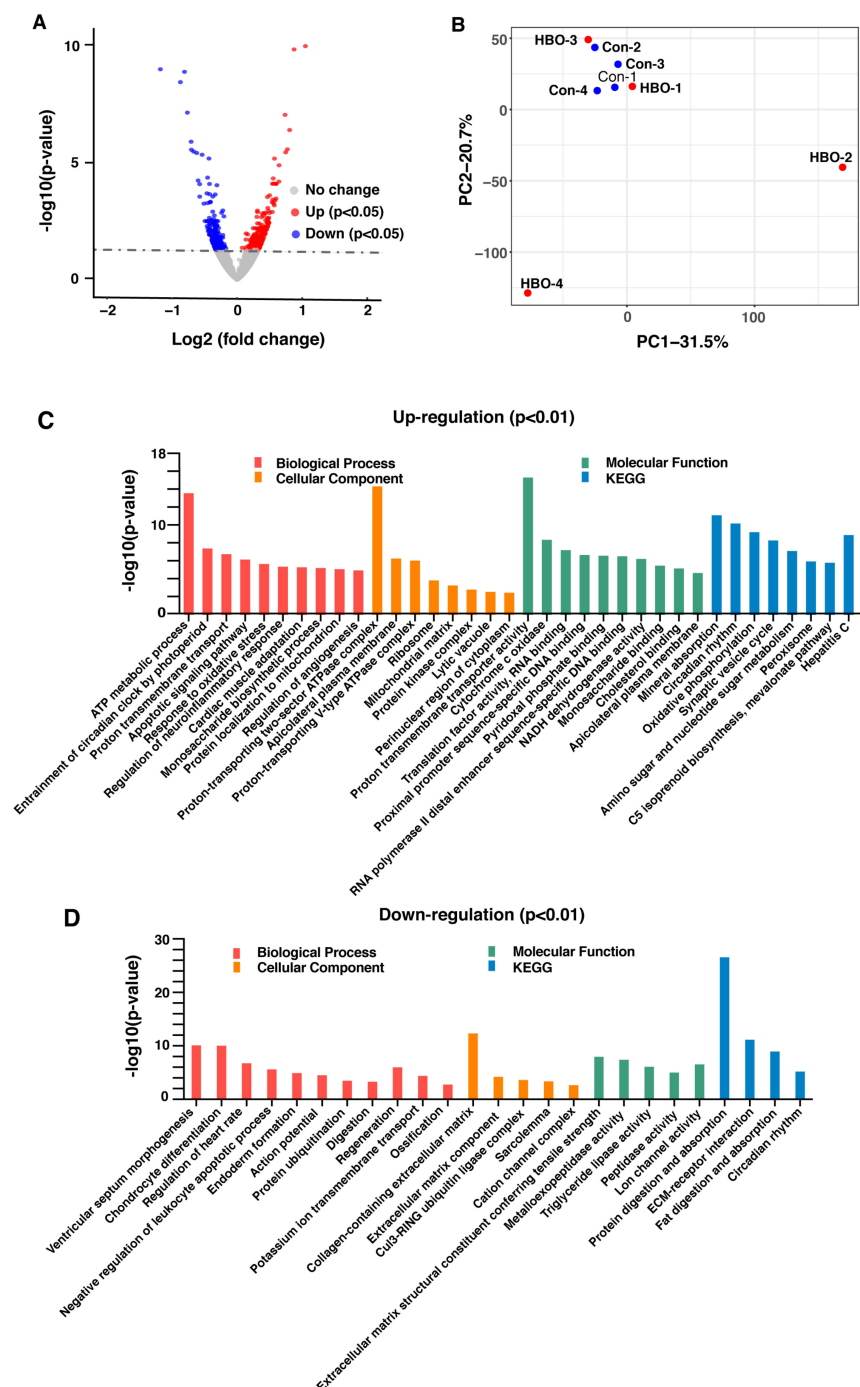 A
10
5
0
-log10(p-value)
No change
Up (p<0.05)
Down (p<0.05)
−2
−1
0
1
2
Log2 (fold change)
B
50
0
−50
−100
PC2−20.7%
HBO-3
Con-2
Con-3
Con-1
Con-4
HBO-1
HBO-2
HBO-4
0
100
PC1−31.5%
C
Up-regulation (p<0.01)
18
10
0
-log10(p-value)
Biological Process
Cellular Component
Molecular Function
KEGG
ATP metabolic process
Entrainment of circadian clock by photoperiod
Proton transmembrane transport
Apoptotic signaling pathway
Response to oxidative stress
Regulation of neuroinflammatory response
Cardiac muscle adaptation
Monosaccharide biosynthetic process
Protein localization to mitochondrion
Regulation of angiogenesis
Proton-transporting two-sector ATPase complex
Apicolateral plasma membrane
Proton-transporting V-type ATPase complex
Ribosome
Mitochondrial matrix
Protein kinase complex
Lytic vacuole
Perinuclear region of cytoplasm
Proton transmembrane transporter activity
Cytochrome c oxidase
Translation factor activity, RNA binding
Proximal promoter sequence-specific DNA binding
Pyridoxal phosphate binding
RNA polymerase II distal enhancer sequence-specific DNA binding
NADH dehydrogenase activity
Monosaccharide binding
Cholesterol binding
Apicolateral plasma membrane
Mineral absorption
Circadian rhythm
Oxidative phosphorylation
Synaptic vesicle cycle
Amino sugar and nucleotide sugar metabolism
Peroxisome
C5 isoprenoid biosynthesis, mevalonate pathway
Hepatitis C
D
Down-regulation (p<0.01)
30
10
0
-log10(p-value)
Biological Process
Cellular Component
Molecular Function
KEGG
Ventricular septum morphogenesis
Chondrocyte differentiation
Regulation of heart rate
Negative regulation of leukocyte apoptotic process
Endoderm formation
Action potential
Protein ubiquitination
Digestion
Regeneration
Potassium ion transmembrane transport
Ossification
Collagen-containing extracellular matrix
Extracellular matrix component
Cul3-RING ubiquitin ligase complex
Sarcolemma
Cation channel complex
Extracellular matrix structural constituent conferring tensile strength
Metalloexopeptidase activity
Triglyceride lipase activity
Peptidase activity
Lon channel activity
Protein digestion and absorption
ECM-receptor interaction
Fat digestion and absorption
Circadian rhythm